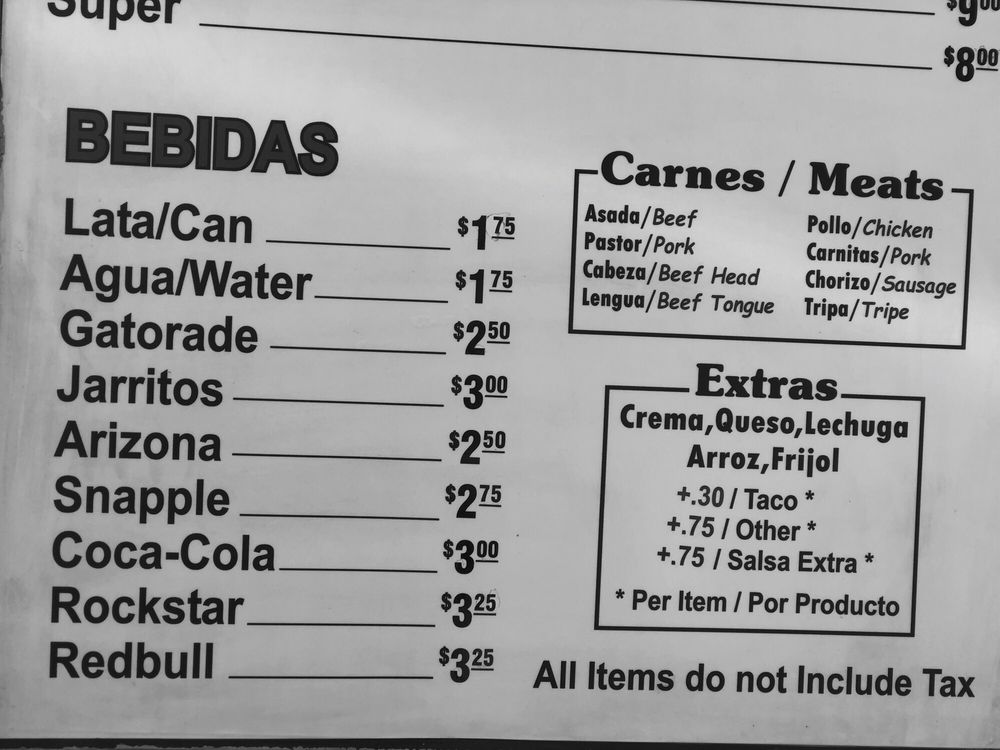 Super $9.00
$8.00
BEBIDAS
Lata/Can $1.75
Agua/Water $1.75
Gatorade $2.50
Jarritos $3.00
Arizona $2.50
Snapple $2.75
Coca-Cola $3.00
Rockstar $3.25
Redbull $3.25
Carnes / Meats
Asada/Beef
Pastor/Pork
Cabeza/Beef Head
Lengua/Beef Tongue
Pollo/Chicken
Carnitas/Pork
Chorizo/Sausage
Tripa/Tripe
Extras
Crema,Queso,Lechuga
Arroz,Frijol
+.30 / Taco *
+.75 / Other *
+.75 / Salsa Extra *
* Per Item / Por Producto
All Items do not Include Tax